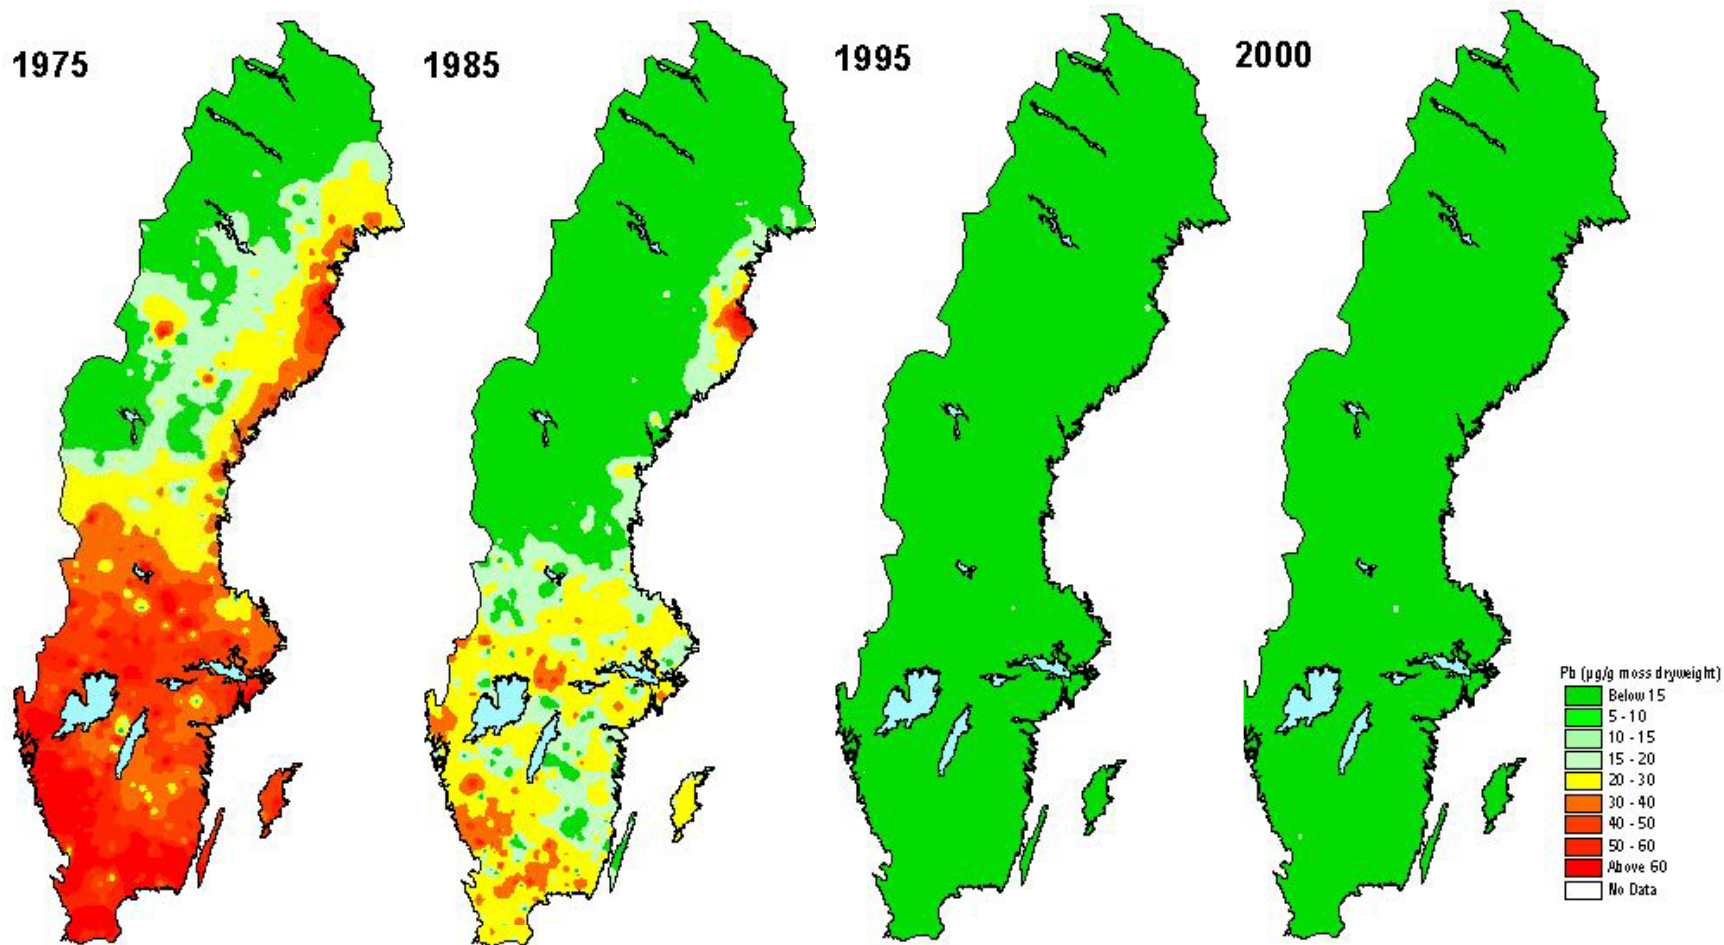 1975
1985
1995
2000
Pb (µg/g moss dryweight)
Below 15
5 - 10
10 - 15
15 - 20
20 - 30
30 - 40
40 - 50
50 - 60
Above 60
No Data